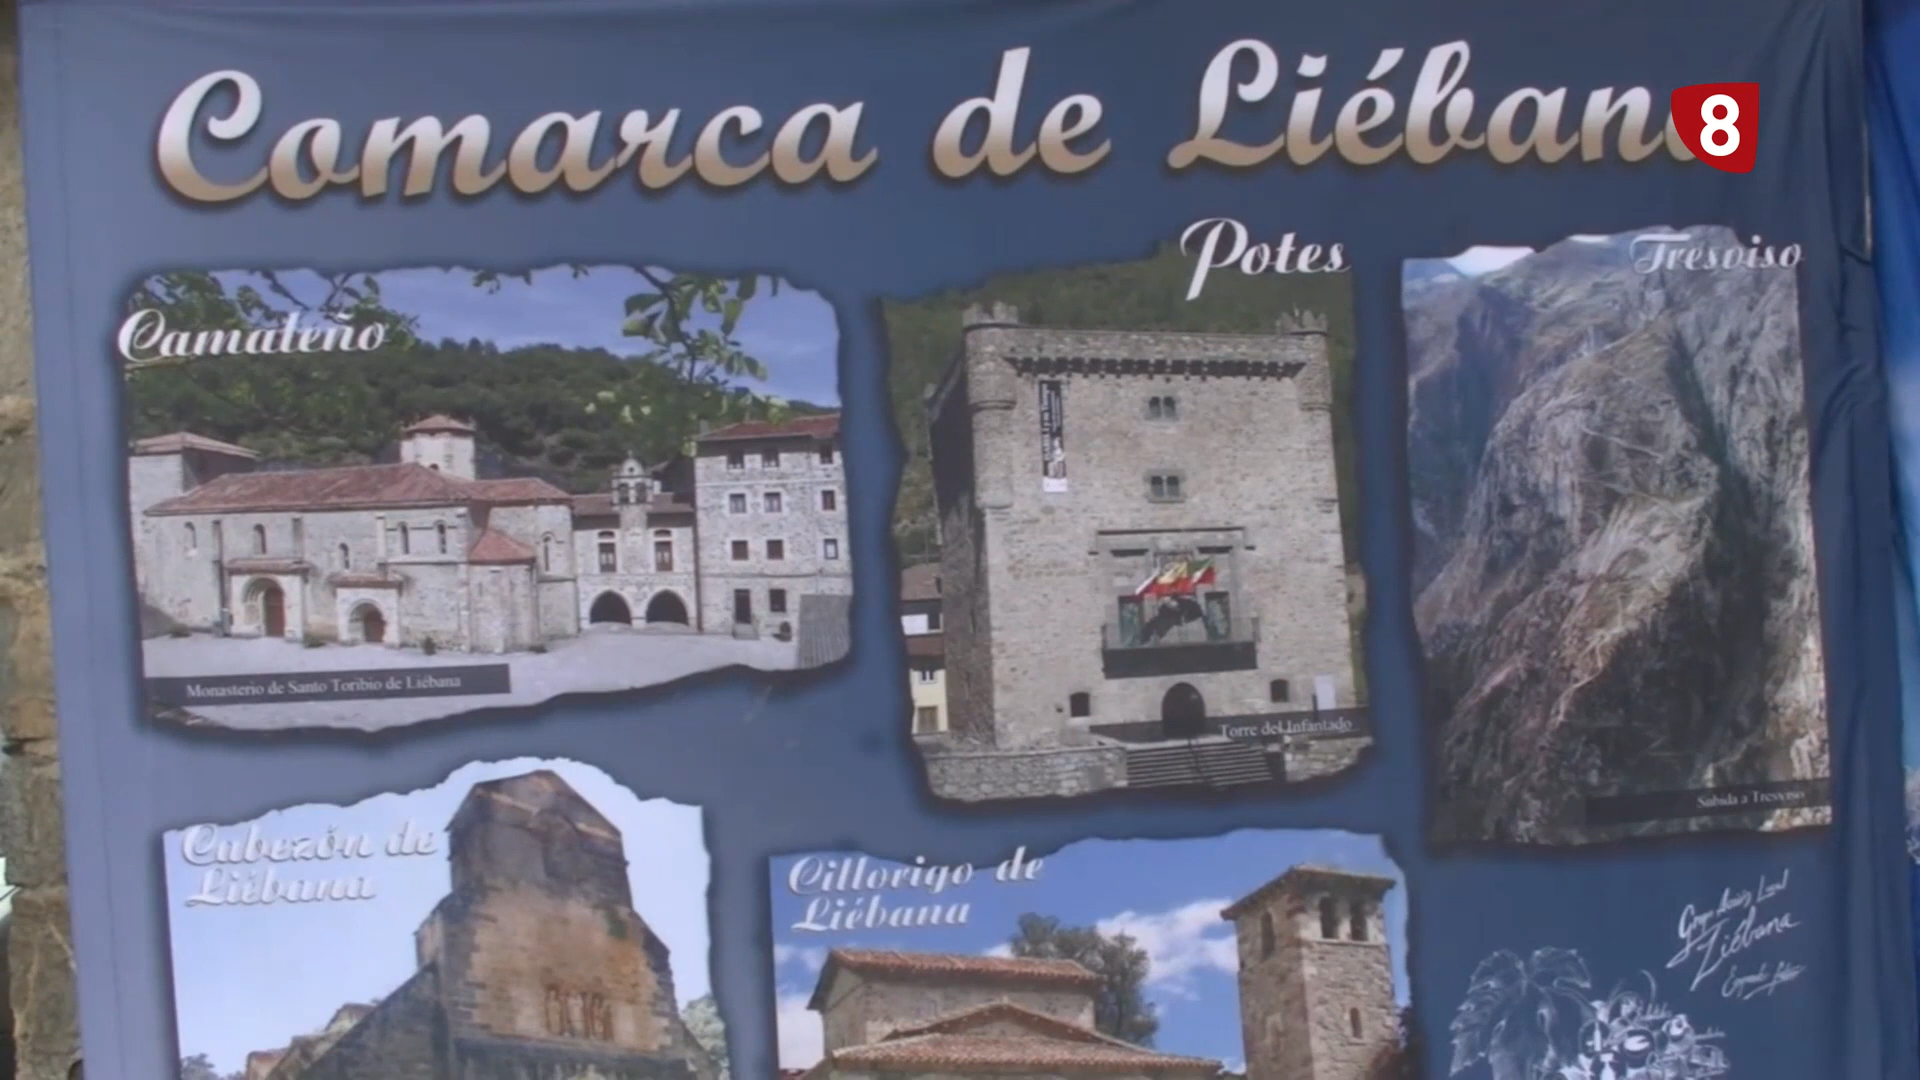 Comarca de Liébana
8
Potes
Tresviso
Camaleño
Monasterio de Santo Toribio de Liébana
Torre del Infantado
Subida a Tresviso
Cabezón de
Liébana
Cillorigo de
Liébana
Liébana